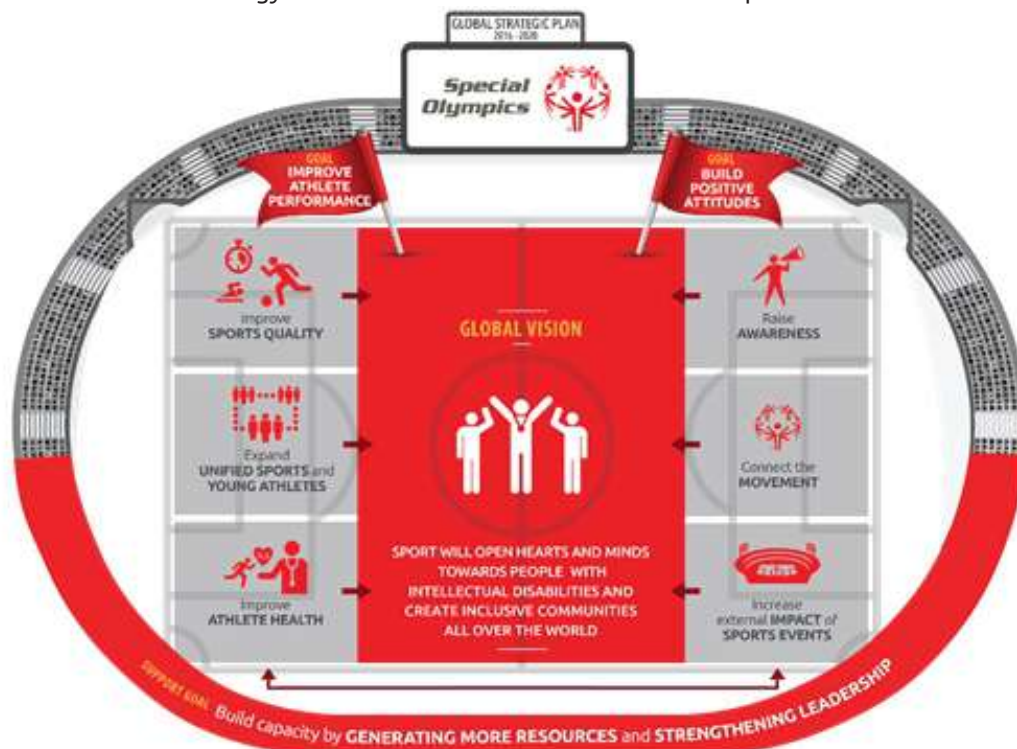 GLOBAL STRATEGIC PLAN
2016 - 2020
Special
Olympics
GOAL
IMPROVE
ATHLETE
PERFORMANCE
GOAL
BUILD
POSITIVE
ATTITUDES
Improve
SPORTS QUALITY
Expand
UNIFIED SPORTS and
YOUNG ATHLETES
Improve
ATHLETE HEALTH
GLOBAL VISION
SPORT WILL OPEN HEARTS AND MINDS
TOWARDS PEOPLE WITH
INTELLECTUAL DISABILITIES AND
CREATE INCLUSIVE COMMUNITIES
ALL OVER THE WORLD
Raise
AWARENESS
Connect the
MOVEMENT
Increase
external IMPACT of
SPORTS EVENTS
SUPPORT GOAL Build capacity by GENERATING MORE RESOURCES and STRENGTHENING LEADERSHIP